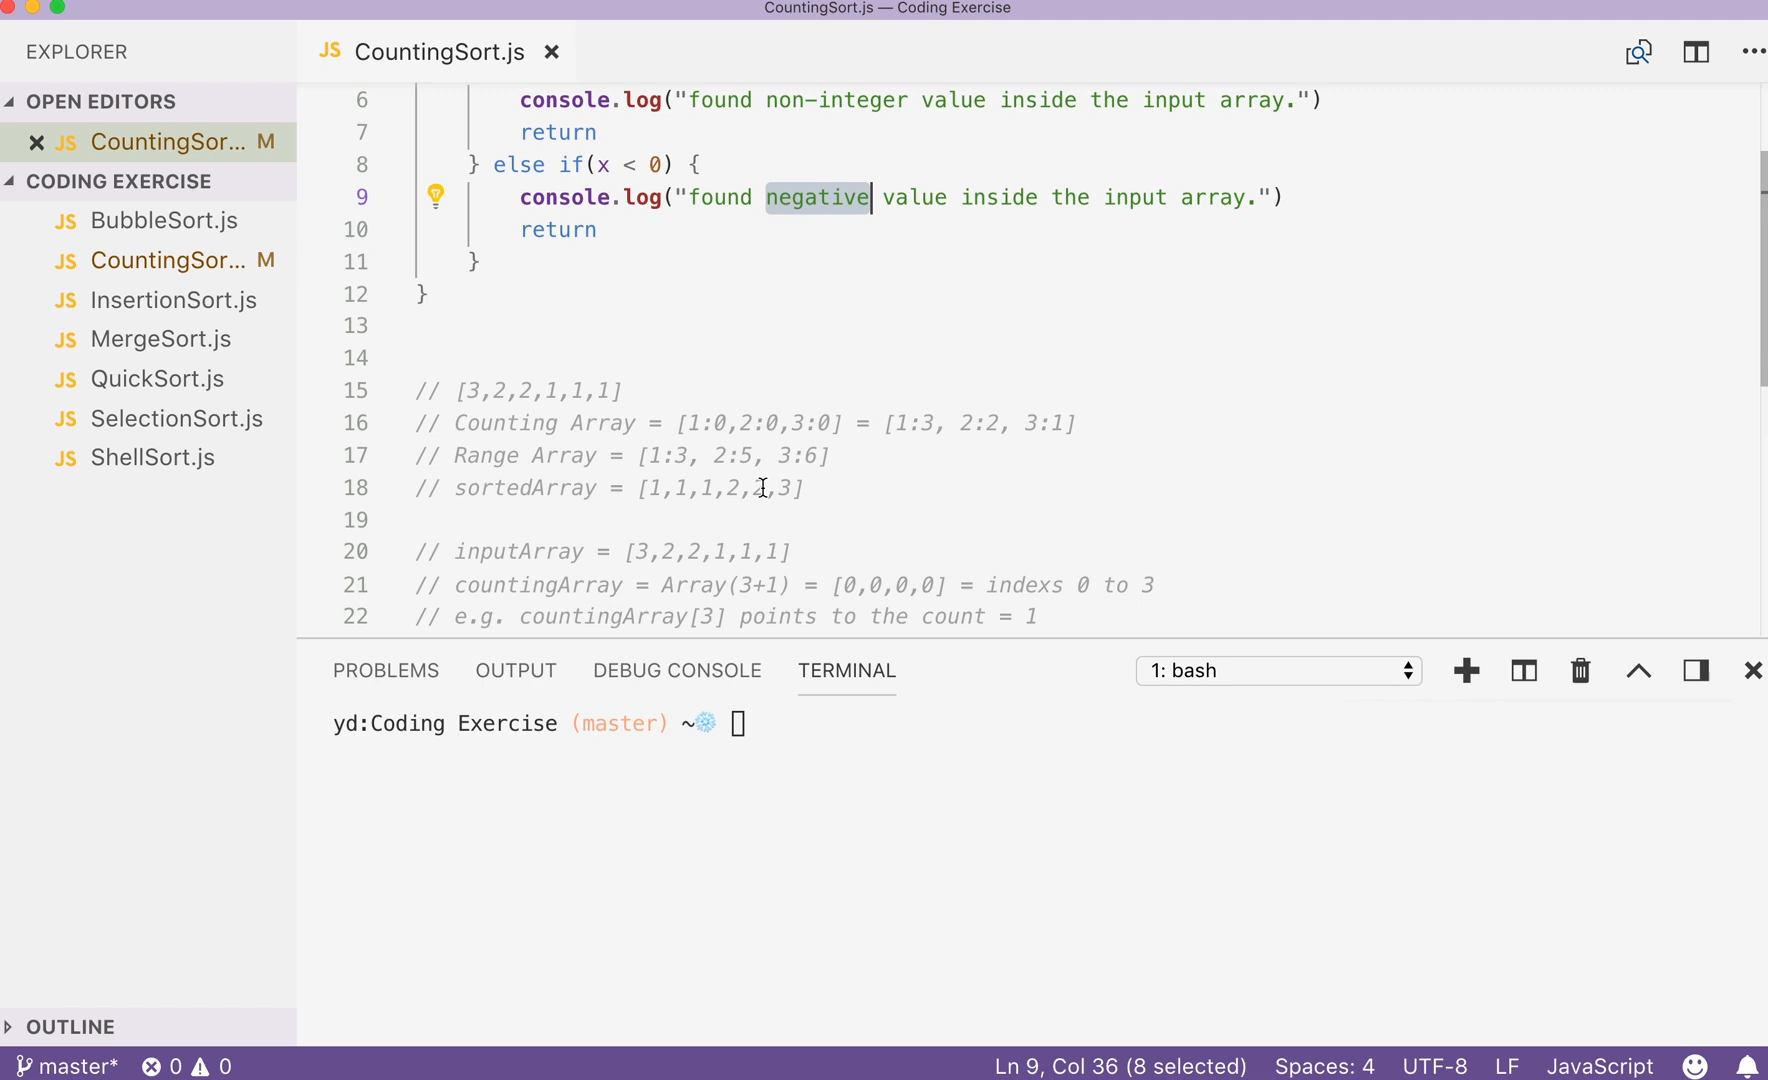 CountingSort.js — Coding Exercise
EXPLORER
OPEN EDITORS
JS CountingSor... M
CODING EXERCISE
JS BubbleSort.js
JS CountingSor... M
JS InsertionSort.js
JS MergeSort.js
JS QuickSort.js
JS SelectionSort.js
JS ShellSort.js
OUTLINE
JS CountingSort.js
6 console.log("found non-integer value inside the input array.")
7 return
8 } else if(x < 0) {
9 console.log("found negative value inside the input array.")
10 return
11 }
12 }
13
14
15 // [3,2,2,1,1,1]
16 // Counting Array = [1:0,2:0,3:0] = [1:3, 2:2, 3:1]
17 // Range Array = [1:3, 2:5, 3:6]
18 // sortedArray = [1,1,1,2,2,3]
19
20 // inputArray = [3,2,2,1,1,1]
21 // countingArray = Array(3+1) = [0,0,0,0] = indexs 0 to 3
22 // e.g. countingArray[3] points to the count = 1
PROBLEMS OUTPUT DEBUG CONSOLE TERMINAL 1: bash
yd:Coding Exercise (master) ~❄
master* 0 0 Ln 9, Col 36 (8 selected) Spaces: 4 UTF-8 LF JavaScript